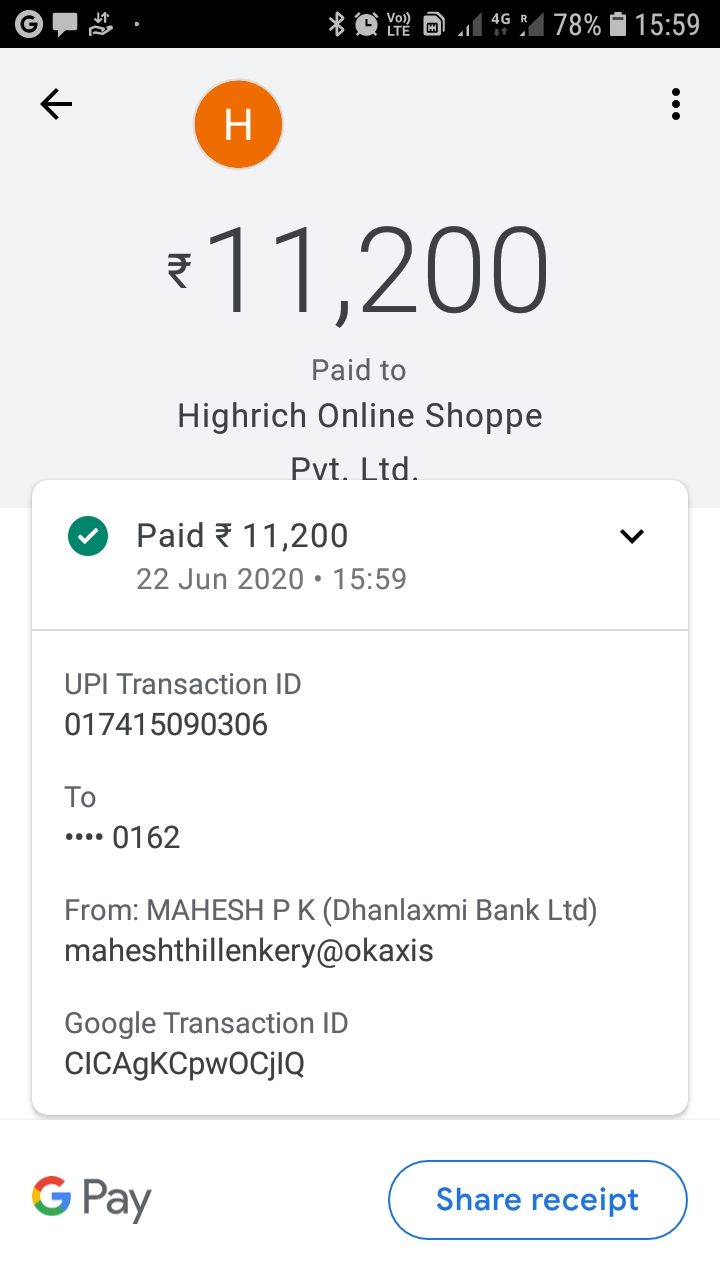 Vo))
LTE
4G
R
78%
15:59
H
₹11,200
Paid to
Highrich Online Shoppe
Pvt. Ltd.
Paid ₹ 11,200
22 Jun 2020 • 15:59
UPI Transaction ID
017415090306
To
•••• 0162
From: MAHESH P K (Dhanlaxmi Bank Ltd)
maheshthillenkery@okaxis
Google Transaction ID
CICAgKCpwOCjIQ
G Pay
Share receipt